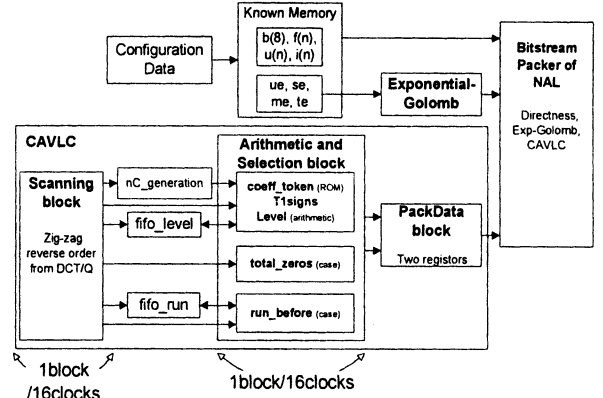 Known Memory
b(8), f(n),
u(n), i(n)
ue, se,
me, te
Configuration
Data
Exponential-
Golomb
Bitstream
Packer of
NAL
Directness,
Exp-Golomb,
CAVLC
CAVLC
Scanning
block
Zig-zag
reverse order
from DCT/Q
nC_generation
fifo_level
fifo_run
Arithmetic and
Selection block
coeff_token (ROM)
T1signs
Level (arithmetic)
total_zeros (case)
run_before (case)
PackData
block
Two registors
1block
/16clocks
1block/16clocks